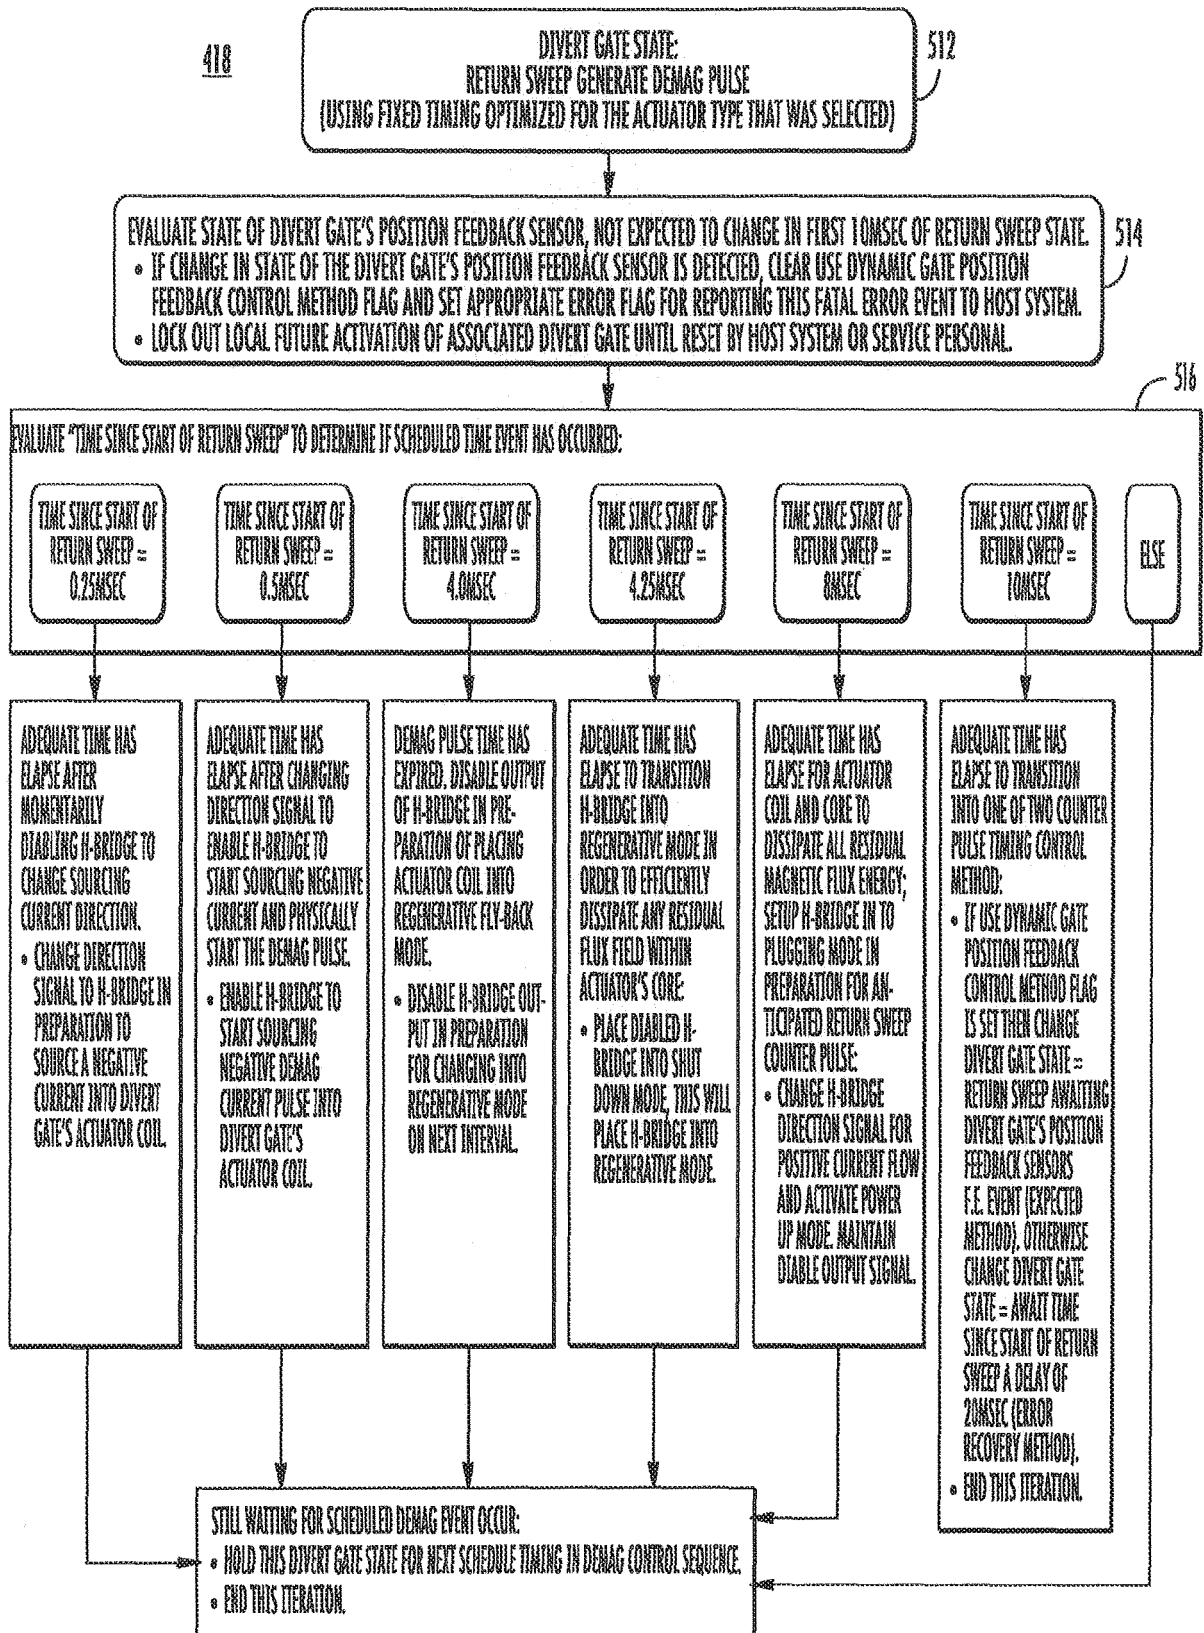 418
DIVERT GATE STATE:
RETURN SWEEP GENERATE DEMAG PULSE
(USING FIXED TIMING OPTIMIZED FOR THE ACTUATOR TYPE THAT WAS SELECTED)
512
EVALUATE STATE OF DIVERT GATE'S POSITION FEEDBACK SENSOR, NOT EXPECTED TO CHANGE IN FIRST 10MSEC OF RETURN SWEEP STATE.
• IF CHANGE IN STATE OF THE DIVERT GATE'S POSITION FEEDBACK SENSOR IS DETECTED, CLEAR USE DYNAMIC GATE POSITION
FEEDBACK CONTROL METHOD FLAG AND SET APPROPRIATE ERROR FLAG FOR REPORTING THIS FATAL ERROR EVENT TO HOST SYSTEM.
• LOCK OUT LOCAL FUTURE ACTIVATION OF ASSOCIATED DIVERT GATE UNTIL RESET BY HOST SYSTEM OR SERVICE PERSONAL.
514
516
EVALUATE "TIME SINCE START OF RETURN SWEEP" TO DETERMINE IF SCHEDULED TIME EVENT HAS OCCURRED:
TIME SINCE START OF
RETURN SWEEP =
0.25MSEC
TIME SINCE START OF
RETURN SWEEP =
0.5MSEC
TIME SINCE START OF
RETURN SWEEP =
4.0MSEC
TIME SINCE START OF
RETURN SWEEP =
4.25MSEC
TIME SINCE START OF
RETURN SWEEP =
8MSEC
TIME SINCE START OF
RETURN SWEEP =
10MSEC
ELSE
ADEQUATE TIME HAS
ELAPSE AFTER
MOMENTARILY
DIABLING H-BRIDGE TO
CHANGE SOURCING
CURRENT DIRECTION.
• CHANGE DIRECTION
SIGNAL TO H-BRIDGE IN
PREPARATION TO
SOURCE A NEGATIVE
CURRENT INTO DIVERT
GATE'S ACTUATOR COIL.
ADEQUATE TIME HAS
ELAPSE AFTER CHANGING
DIRECTION SIGNAL TO
ENABLE H-BRIDGE TO
START SOURCING NEGATIVE
CURRENT AND PHYSICALLY
START THE DEMAG PULSE.
• ENABLE H-BRIDGE TO
START SOURCING
NEGATIVE DEMAG
CURRENT PULSE INTO
DIVERT GATE'S
ACTUATOR COIL.
DEMAG PULSE TIME HAS
EXPIRED. DISABLE OUTPUT
OF H-BRIDGE IN PRE-
PARATION OF PLACING
ACTUATOR COIL INTO
REGENERATIVE FLY-BACK
MODE.
• DISABLE H-BRIDGE OUT-
PUT IN PREPARATION
FOR CHANGING INTO
REGENERATIVE MODE
ON NEXT INTERVAL.
ADEQUATE TIME HAS
ELAPSE TO TRANSITION
H-BRIDGE INTO
REGENERATIVE MODE IN
ORDER TO EFFICIENTLY
DISSIPATE ANY RESIDUAL
FLUX FIELD WITHIN
ACTUATOR'S CORE:
• PLACE DIABLED H-
BRIDGE INTO SHUT
DOWN MODE, THIS WILL
PLACE H-BRIDGE INTO
REGENERATIVE MODE.
ADEQUATE TIME HAS
ELAPSE FOR ACTUATOR
COIL AND CORE TO
DISSIPATE ALL RESIDUAL
MAGNETIC FLUX ENERGY;
SETUP H-BRIDGE IN TO
PLUGGING MODE IN
PREPARATION FOR AN-
TICIPATED RETURN SWEEP
COUNTER PULSE:
• CHANGE H-BRIDGE
DIRECTION SIGNAL FOR
POSITIVE CURRENT FLOW
AND ACTIVATE POWER
UP MODE. MAINTAIN
DIABLE OUTPUT SIGNAL.
ADEQUATE TIME HAS
ELAPSE TO TRANSITION
INTO ONE OF TWO COUNTER
PULSE TIMING CONTROL
METHOD:
• IF USE DYNAMIC GATE
POSITION FEEDBACK
CONTROL METHOD FLAG
IS SET THEN CHANGE
DIVERT GATE STATE =
RETURN SWEEP AWAITING
DIVERT GATE'S POSITION
FEEDBACK SENSORS
F.E. EVENT (EXPECTED
METHOD). OTHERWISE
CHANGE DIVERT GATE
STATE = AWAIT TIME
SINCE START OF RETURN
SWEEP A DELAY OF
20MSEC (ERROR
RECOVERY METHOD).
• END THIS ITERATION.
STILL WAITING FOR SCHEDULED DEMAG EVENT OCCUR:
• HOLD THIS DIVERT GATE STATE FOR NEXT SCHEDULE TIMING IN DEMAG CONTROL SEQUENCE.
• END THIS ITERATION.